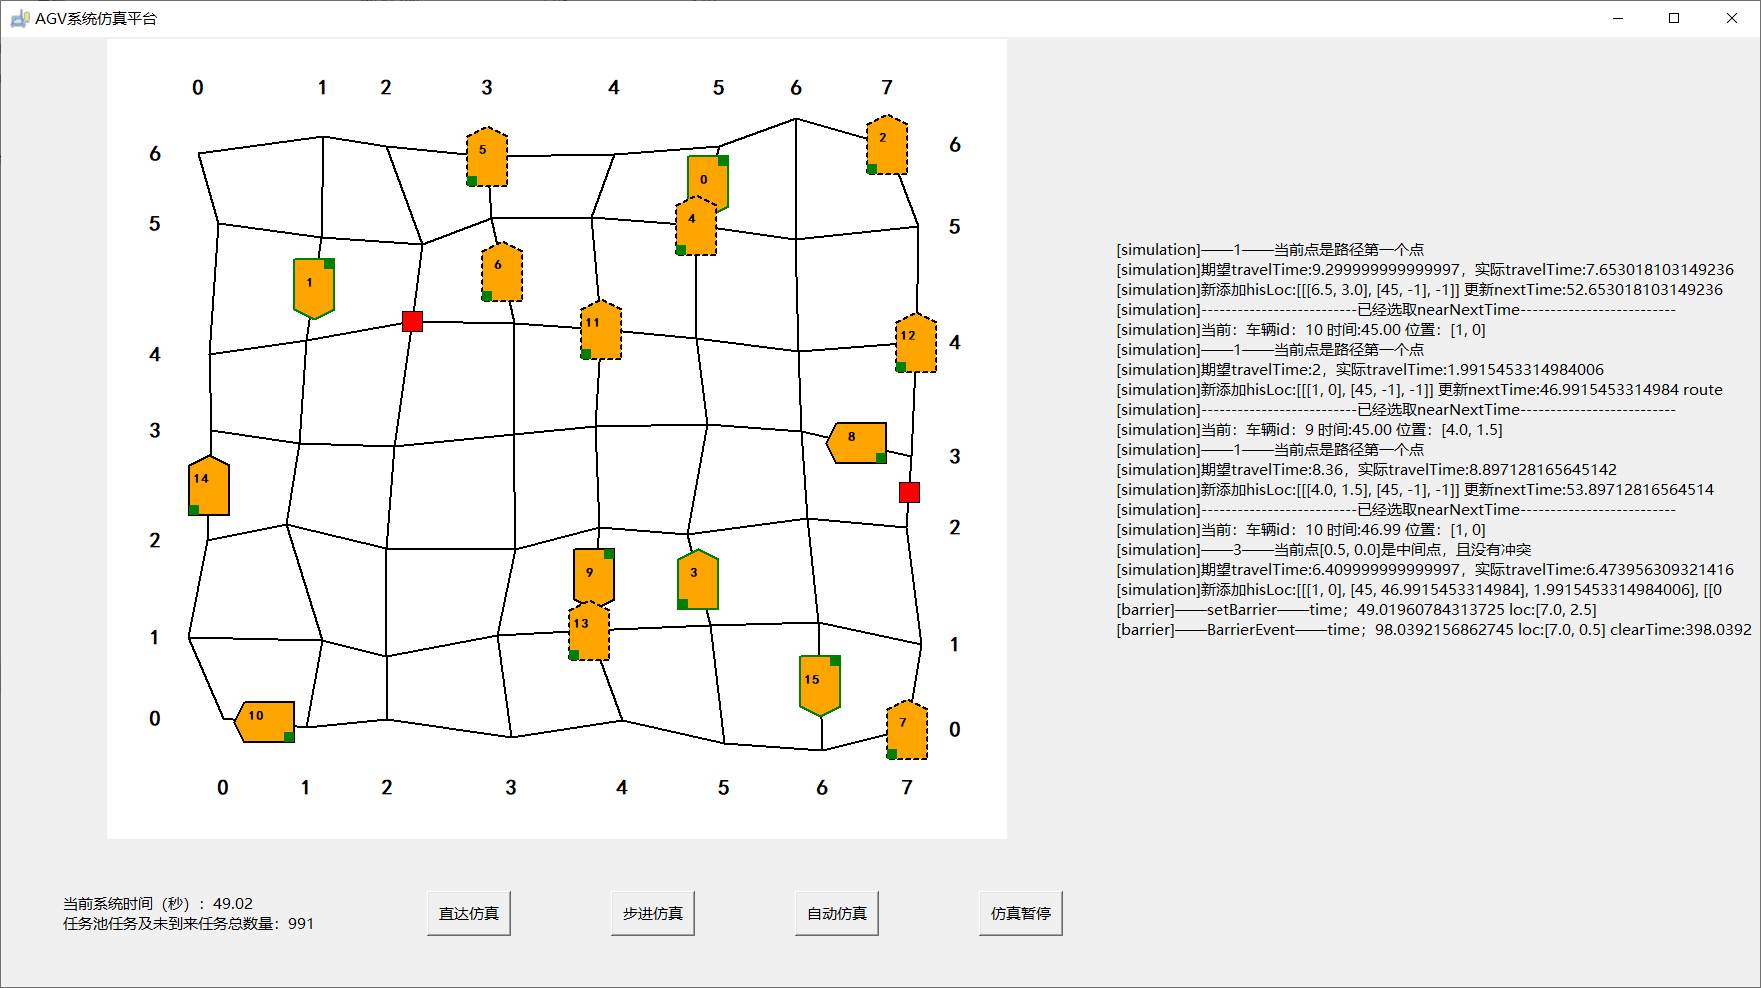 AGV系统仿真平台
0 1 2 3 4 5 6 7
6 5 4 3 2 1 0
6 5 4 3 2 1 0
0 1 2 3 4 5 6 7
5
2
0
4
1
6
11
12
8
14
9
3
13
15
10
7
[simulation]——1——当前点是路径第一个点
[simulation]期望travelTime:9.299999999999997，实际travelTime:7.653018103149236
[simulation]新添加hisLoc:[[[6.5, 3.0], [45, -1], -1]] 更新nextTime:52.653018103149236
[simulation]--------------------------已经选取nearNextTime--------------------------
[simulation]当前：车辆id：10 时间:45.00 位置：[1, 0]
[simulation]——1——当前点是路径第一个点
[simulation]期望travelTime:2，实际travelTime:1.9915453314984006
[simulation]新添加hisLoc:[[[1, 0], [45, -1], -1]] 更新nextTime:46.9915453314984 route
[simulation]--------------------------已经选取nearNextTime--------------------------
[simulation]当前：车辆id：9 时间:45.00 位置：[4.0, 1.5]
[simulation]——1——当前点是路径第一个点
[simulation]期望travelTime:8.36，实际travelTime:8.897128165645142
[simulation]新添加hisLoc:[[[4.0, 1.5], [45, -1], -1]] 更新nextTime:53.89712816564514
[simulation]--------------------------已经选取nearNextTime--------------------------
[simulation]当前：车辆id：10 时间:46.99 位置：[1, 0]
[simulation]——3——当前点[0.5, 0.0]是中间点，且没有冲突
[simulation]期望travelTime:6.409999999999997，实际travelTime:6.473956309321416
[simulation]新添加hisLoc:[[[1, 0], [45, 46.9915453314984], 1.9915453314984006], [[0
[barrier]——setBarrier——time；49.01960784313725 loc:[7.0, 2.5]
[barrier]——BarrierEvent——time；98.0392156862745 loc:[7.0, 0.5] clearTime:398.0392
当前系统时间（秒）：49.02
任务池任务及未到来任务总数量：991
直达仿真 步进仿真 自动仿真 仿真暂停